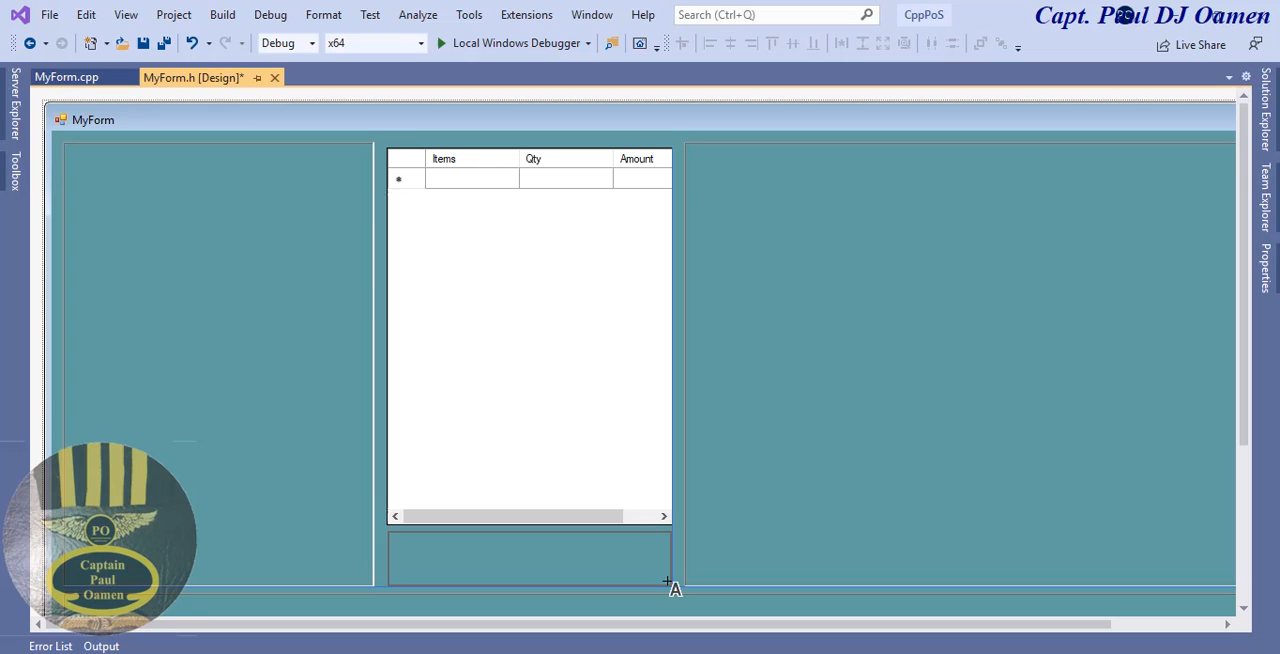 File Edit View Project Build Debug Format Test Analyze Tools Extensions Window Help Search (Ctrl+Q) CppPoS Capt. Paul DJ Oamen
Debug x64 Local Windows Debugger Live Share
MyForm.cpp MyForm.h [Design]*
Server Explorer
Toolbox
Solution Explorer
Team Explorer
Properties
MyForm
Items Qty Amount
A
PO
Captain
Paul
Oamen
Error List Output